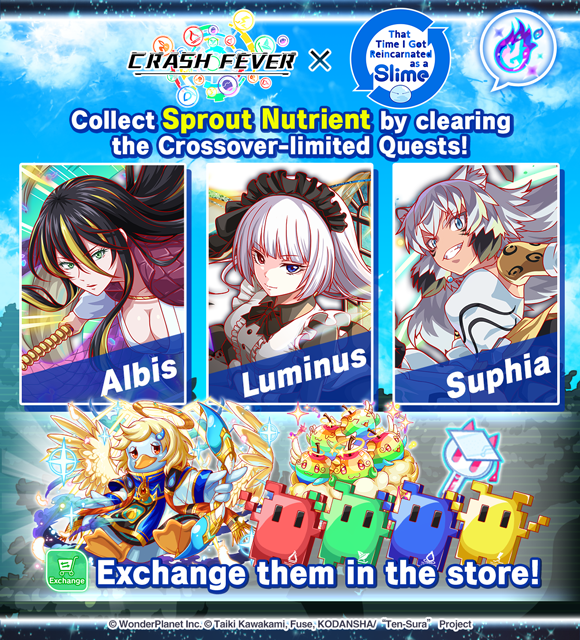 CRASH FEVER × That
Time I Got
Reincarnated
as a
Slime
Collect Sprout Nutrient by clearing
the Crossover-limited Quests!
Albis
Luminus
Suphia
Exchange
Exchange them in the store!
© WonderPlanet Inc. © Taiki Kawakami, Fuse, KODANSHA/ “Ten-Sura” Project